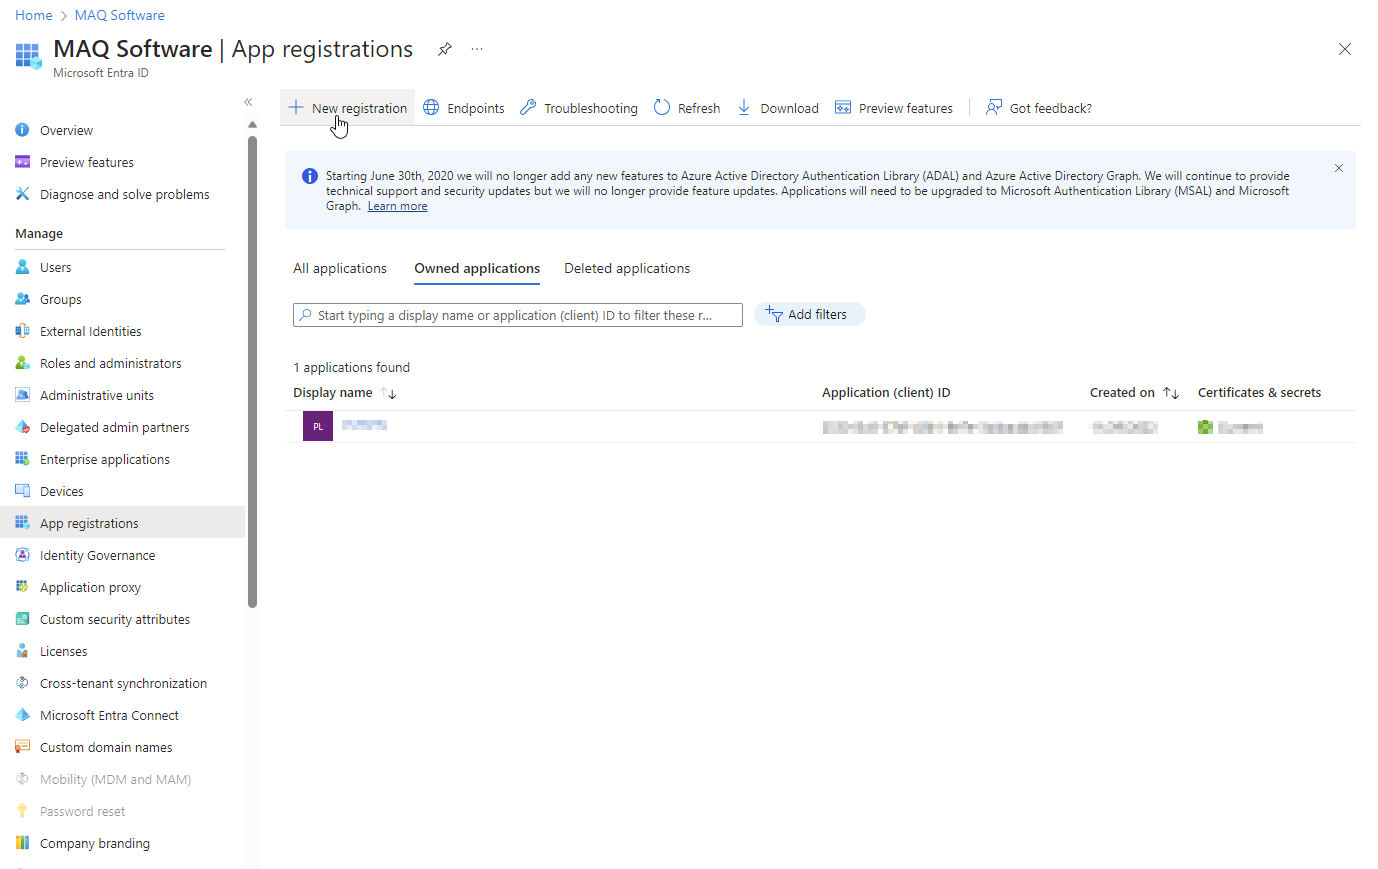 Home > MAQ Software
MAQ Software | App registrations
Microsoft Entra ID
Overview
Preview features
Diagnose and solve problems
Manage
Users
Groups
External Identities
Roles and administrators
Administrative units
Delegated admin partners
Enterprise applications
Devices
App registrations
Identity Governance
Application proxy
Custom security attributes
Licenses
Cross-tenant synchronization
Microsoft Entra Connect
Custom domain names
Mobility (MDM and MAM)
Password reset
Company branding
New registration Endpoints Troubleshooting Refresh Download Preview features Got feedback?
Starting June 30th, 2020 we will no longer add any new features to Azure Active Directory Authentication Library (ADAL) and Azure Active Directory Graph. We will continue to provide
technical support and security updates but we will no longer provide feature updates. Applications will need to be upgraded to Microsoft Authentication Library (MSAL) and Microsoft
Graph. Learn more
All applications Owned applications Deleted applications
Start typing a display name or application (client) ID to filter these r... Add filters
1 applications found
Display name Application (client) ID Created on Certificates & secrets
PL